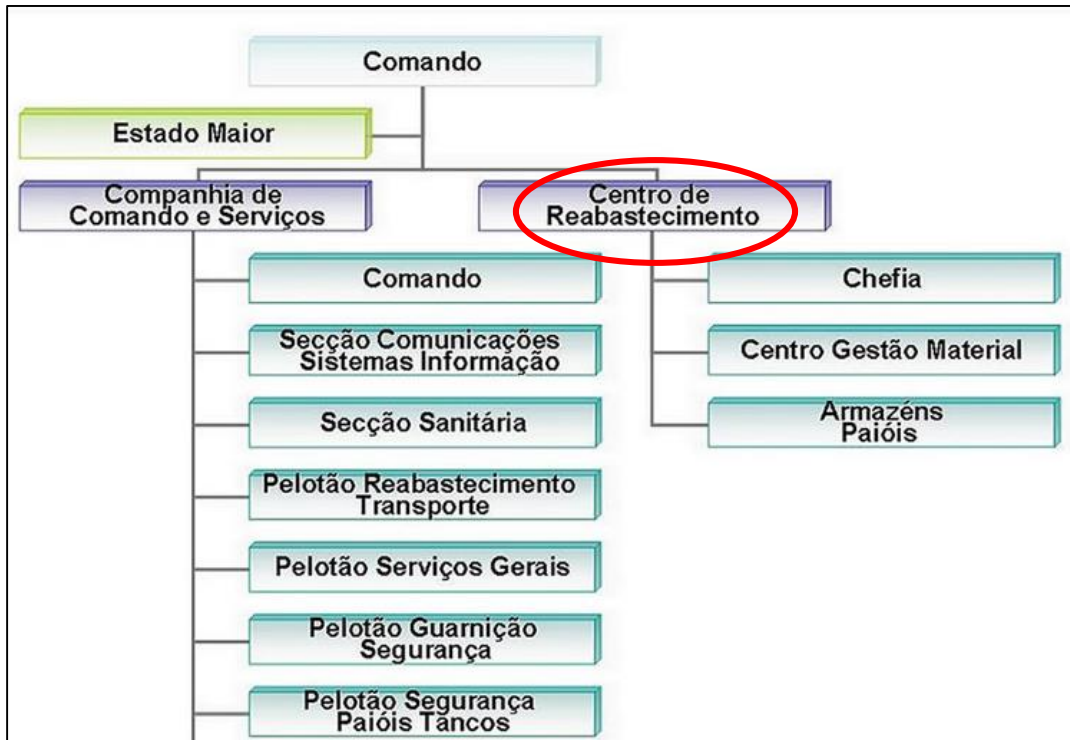 Comando
Estado Maior
Companhia de
Comando e Serviços
Centro de
Reabastecimento
Comando
Secção Comunicações
Sistemas Informação
Secção Sanitária
Pelotão Reabastecimento
Transporte
Pelotão Serviços Gerais
Pelotão Guarnição
Segurança
Pelotão Segurança
Paióis Tancos
Chefia
Centro Gestão Material
Armazéns
Paióis